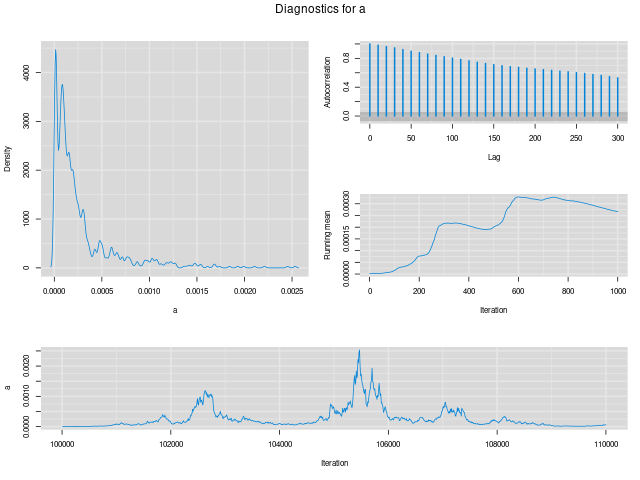 Diagnostics for a
Density
0 1000 2000 3000 4000
0.0000 0.0005 0.0010 0.0015 0.0020 0.0025
a
Autocorrelation
0.0 0.4 0.8
0 50 100 150 200 250 300
Lag
Running mean
0.00000 0.00015 0.00030
0 200 400 600 800 1000
Iteration
a
0.0000 0.0010 0.0020
100000 102000 104000 106000 108000 110000
Iteration